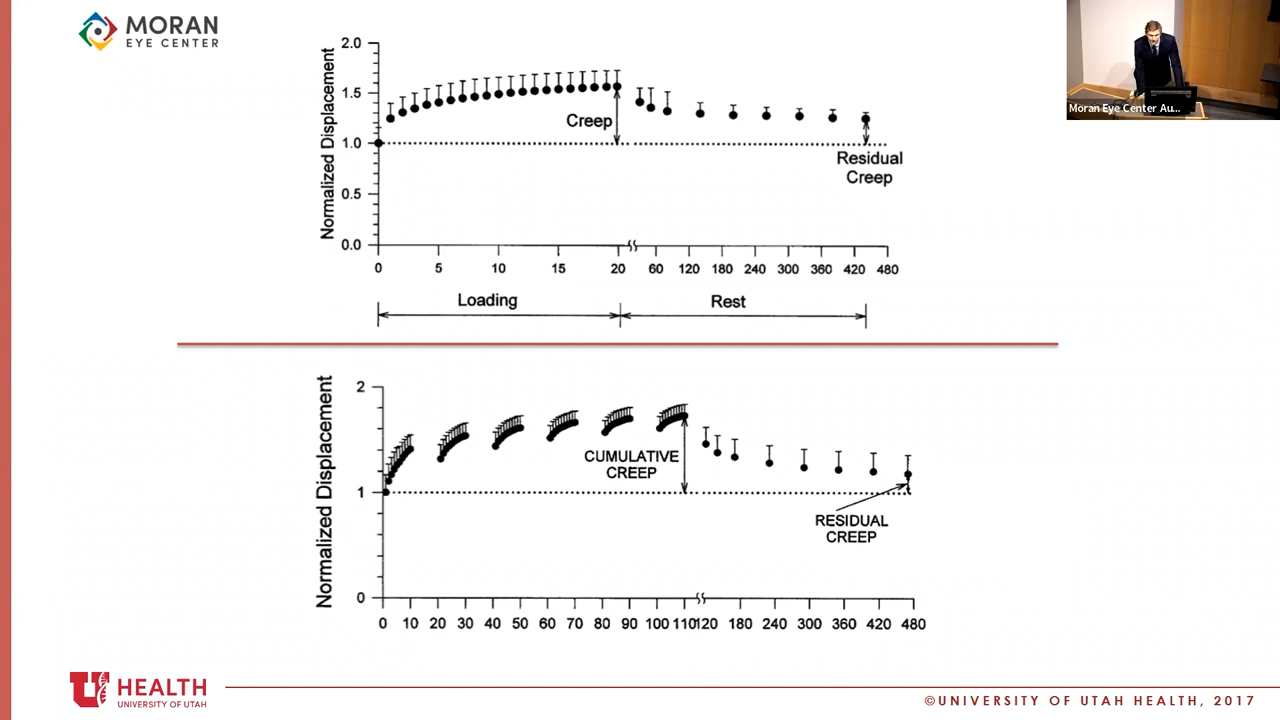 MORAN
EYE CENTER
Moran Eye Center Au...
Normalized Displacement
2.0
1.5
1.0
0.5
0.0
Creep
Residual
Creep
0 5 10 15 20 60 120 180 240 300 360 420 480
Loading Rest
Normalized Displacement
2
1
0
CUMULATIVE
CREEP
RESIDUAL
CREEP
0 10 20 30 40 50 60 70 80 90 100 110 120 180 240 300 360 420 480
U HEALTH
UNIVERSITY OF UTAH
©UNIVERSITY OF UTAH HEALTH, 2017